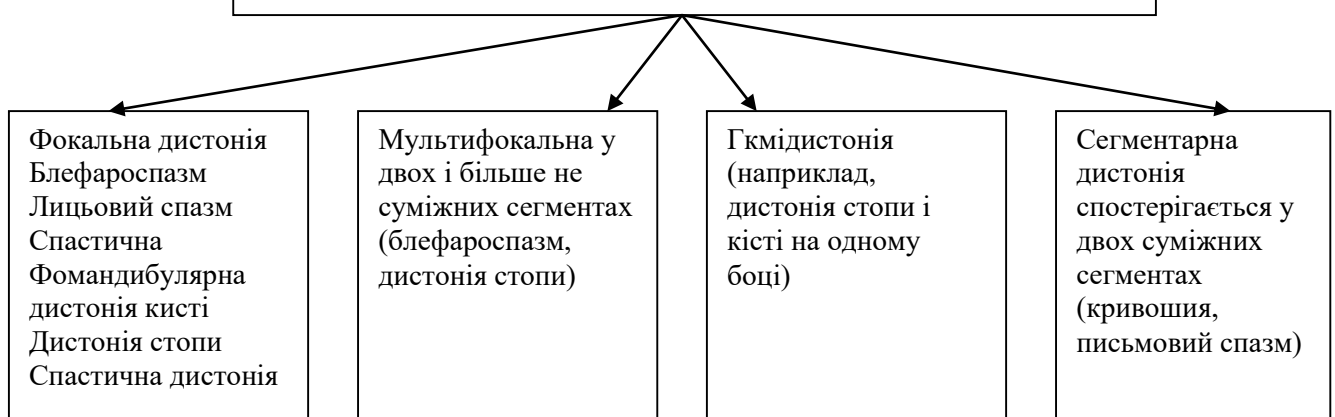 Фокальна дистонія
Блефароспазм
Лицьовий спазм
Спастична
Фомандибулярна
дистонія кисті
Дистонія стопи
Спастична дистонія
Мультифокальна у
двох і більше не
суміжних сегментах
(блефароспазм,
дистонія стопи)
Гкмідистонія
(наприклад,
дистонія стопи і
кісті на одному
боці)
Сегментарна
дистонія
спостерігається у
двох суміжних
сегментах
(кривошия,
письмовий спазм)